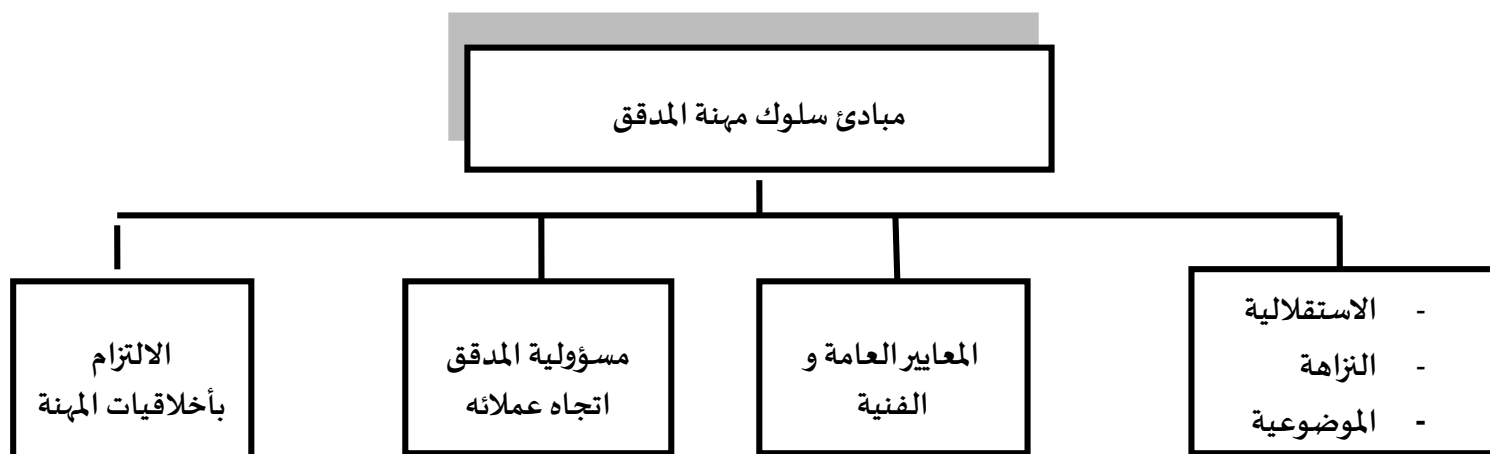 مبادئ سلوك مهنة المدقق
- الاستقلالية
- النزاهة
- الموضوعية
المعايير العامة و
الفنية
مسؤولية المدقق
اتجاه عملائه
الالتزام
بأخلاقيات المهنة